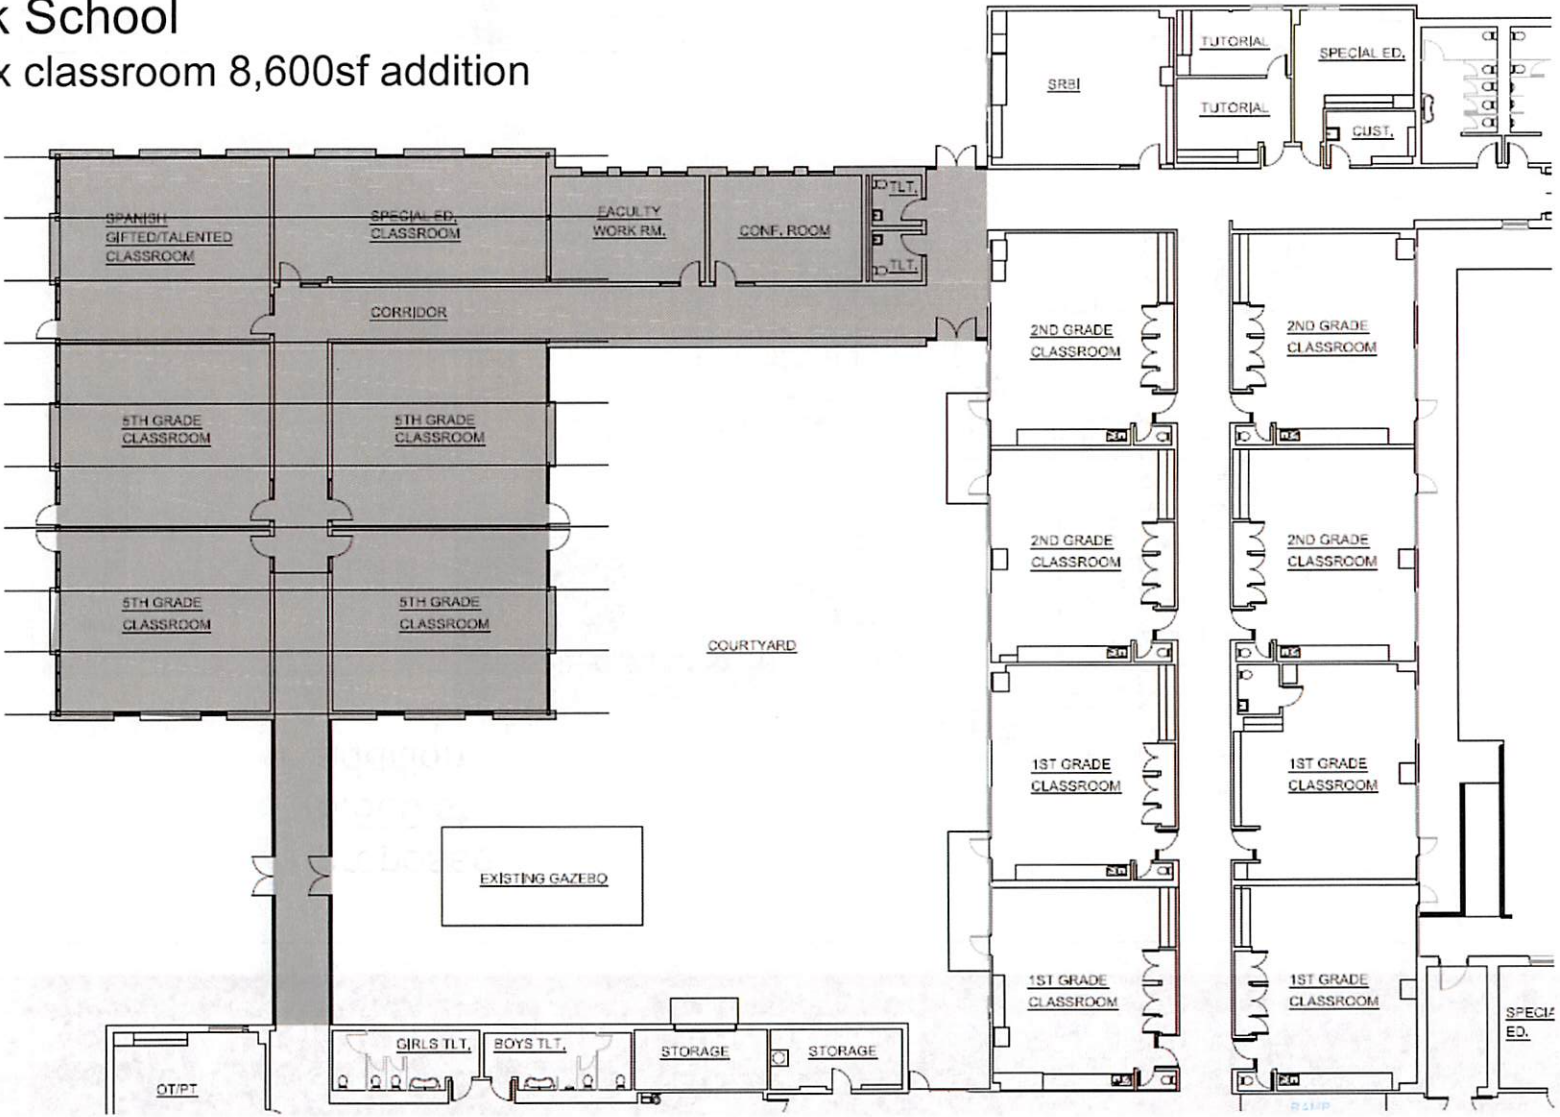 k School
x classroom 8,600sf addition
TUTORIAL
SPECIAL ED.
SRBI
TUTORIAL
CUST.
SPANISH
GIFTED/TALENTED
CLASSROOM
SPECIAL ED.
CLASSROOM
FACULTY
WORK RM.
CONF. ROOM
TLT.
TLT.
CORRIDOR
2ND GRADE
CLASSROOM
2ND GRADE
CLASSROOM
5TH GRADE
CLASSROOM
5TH GRADE
CLASSROOM
2ND GRADE
CLASSROOM
2ND GRADE
CLASSROOM
5TH GRADE
CLASSROOM
5TH GRADE
CLASSROOM
COURTYARD
1ST GRADE
CLASSROOM
1ST GRADE
CLASSROOM
EXISTING GAZEBO
1ST GRADE
CLASSROOM
1ST GRADE
CLASSROOM
SPECIA
ED.
GIRLS TLT.
BOYS TLT.
STORAGE
STORAGE
OT/PT
RAMP